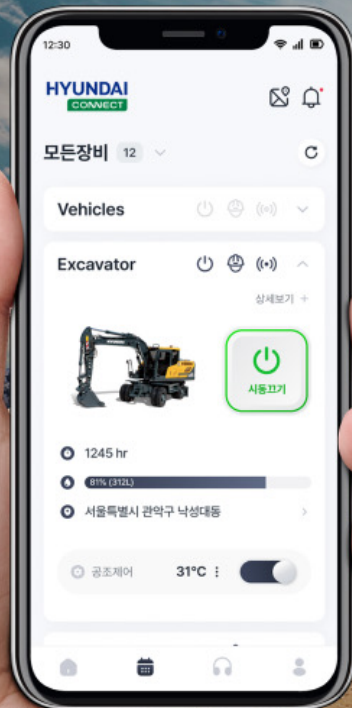 12:30
HYUNDAI
CONNECT
모든장비 12
Vehicles
Excavator
상세보기 +
시동끄기
1245 hr
81% (312L)
서울특별시 관악구 낙성대동
공조제어 31°C